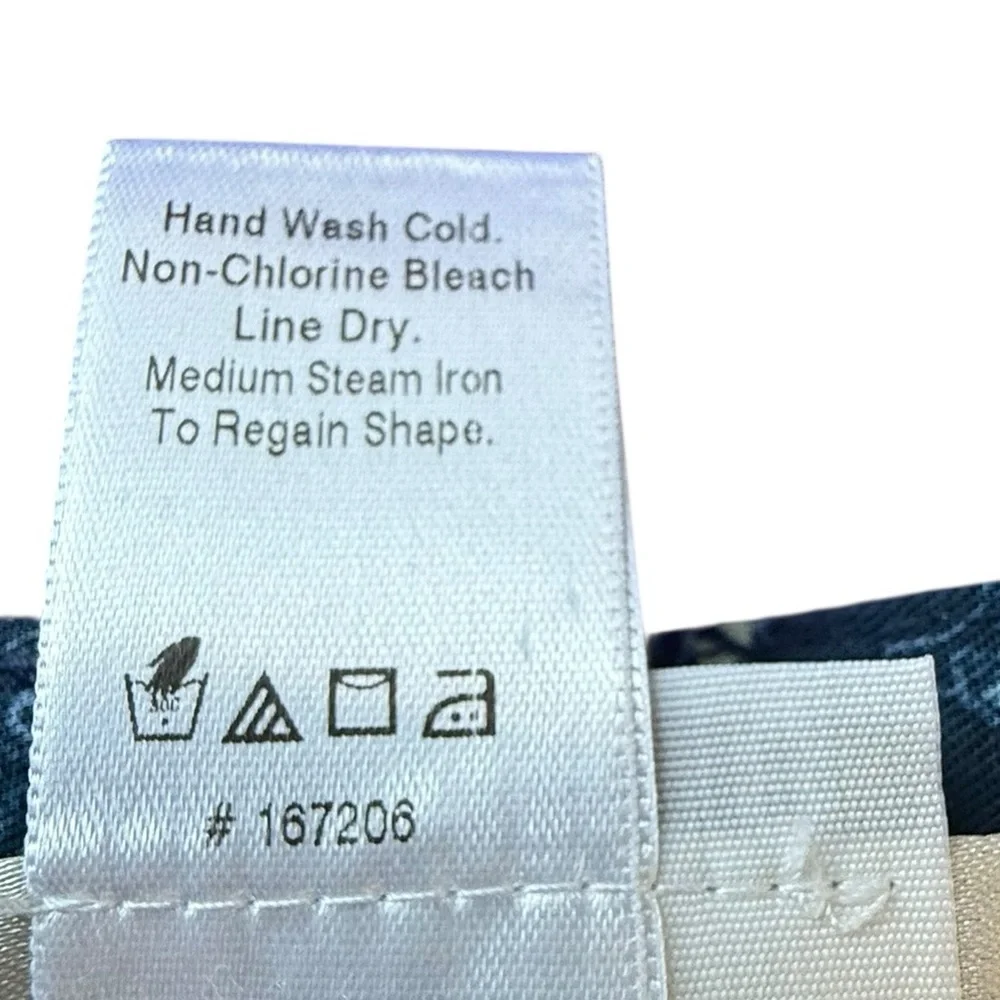 Hand Wash Cold.
Non-Chlorine Bleach
Line Dry.
Medium Steam Iron
To Regain Shape.
# 167206